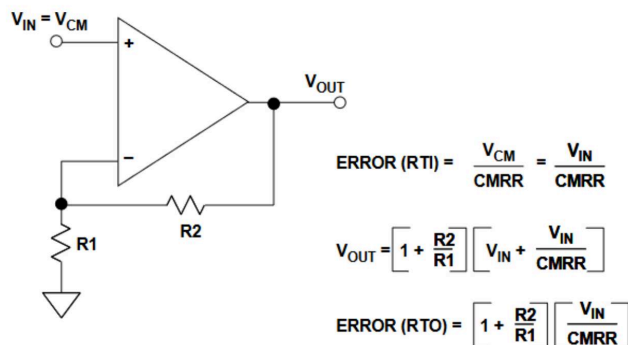 V_IN = V_CM
+
V_OUT
−
R2
R1
ERROR (RTI) = V_CM / CMRR = V_IN / CMRR
V_OUT = [1 + R2 / R1] [V_IN + V_IN / CMRR]
ERROR (RTO) = [1 + R2 / R1] [V_IN / CMRR]